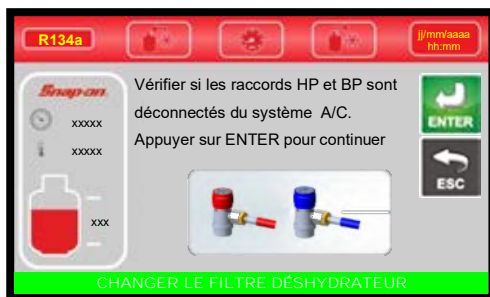 R134a
jj/mm/aaaa
hh:mm
Snap-on
xxxxx
xxxxx
xxx
Vérifier si les raccords HP et BP sont
déconnectés du système A/C.
Appuyer sur ENTER pour continuer
ENTER
ESC
CHANGER LE FILTRE DÉSHYDRATEUR